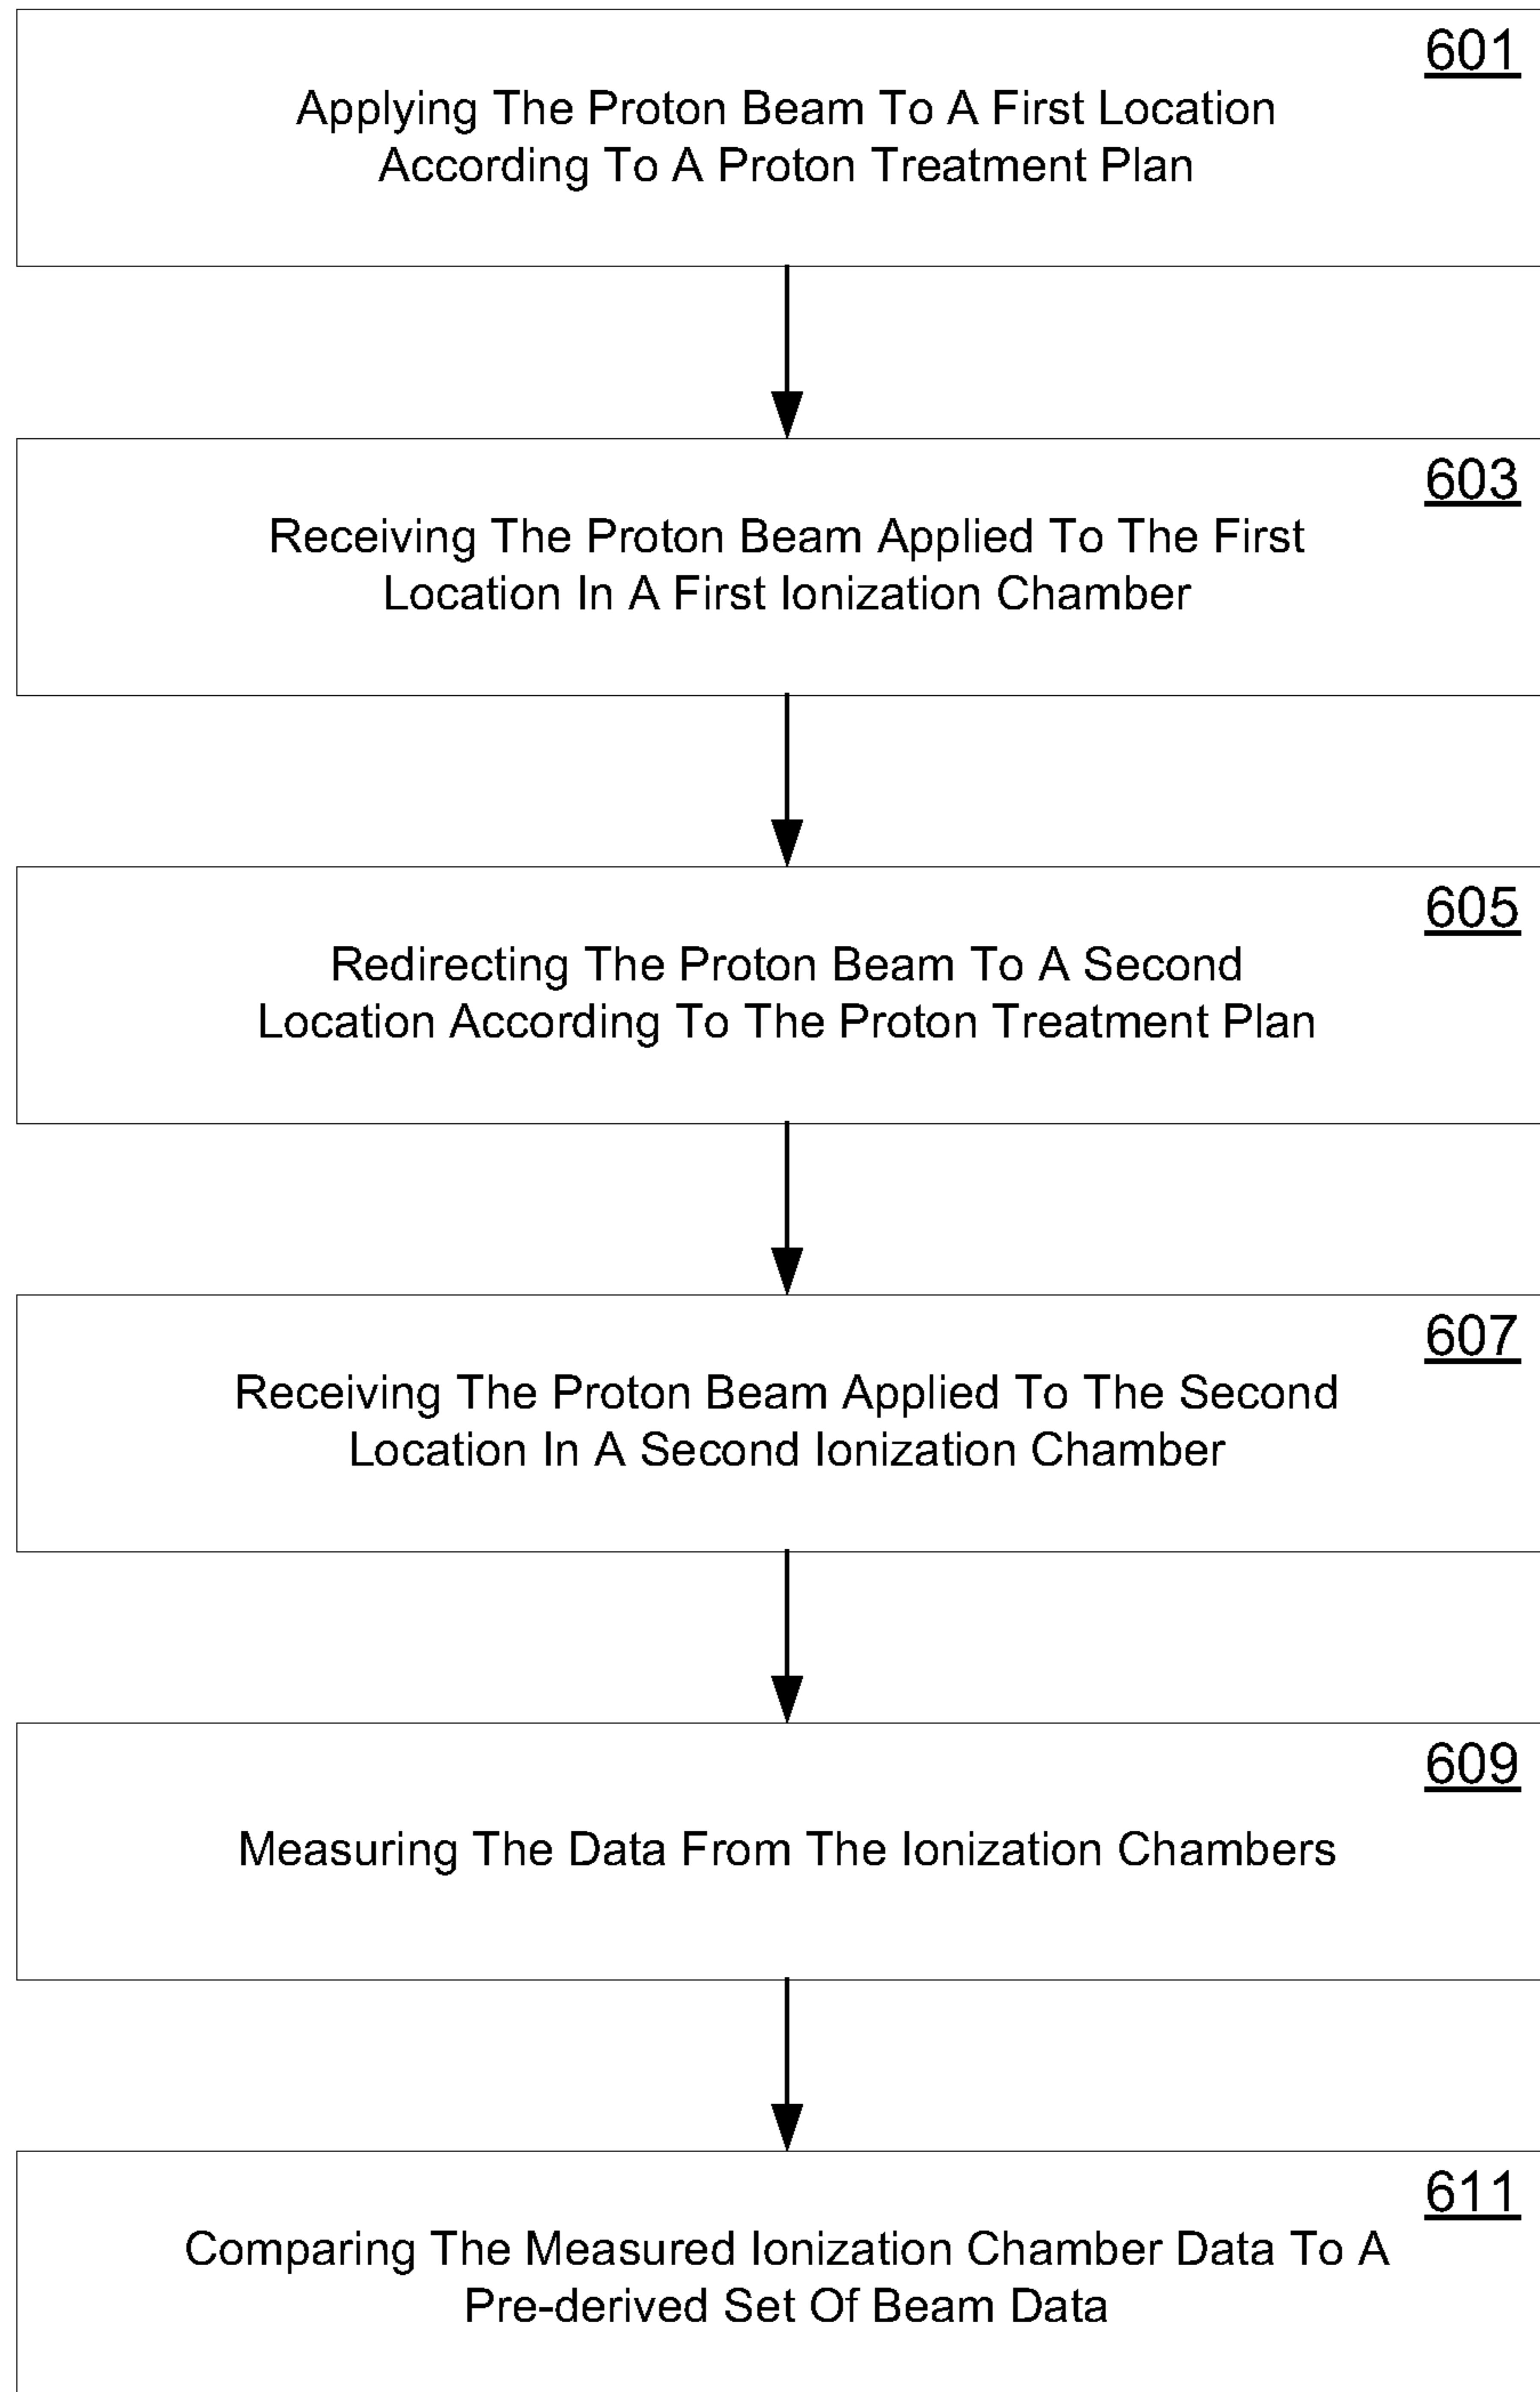 601
Applying The Proton Beam To A First Location
According To A Proton Treatment Plan
603
Receiving The Proton Beam Applied To The First
Location In A First Ionization Chamber
605
Redirecting The Proton Beam To A Second
Location According To The Proton Treatment Plan
607
Receiving The Proton Beam Applied To The Second
Location In A Second Ionization Chamber
609
Measuring The Data From The Ionization Chambers
611
Comparing The Measured Ionization Chamber Data To A
Pre-derived Set Of Beam Data